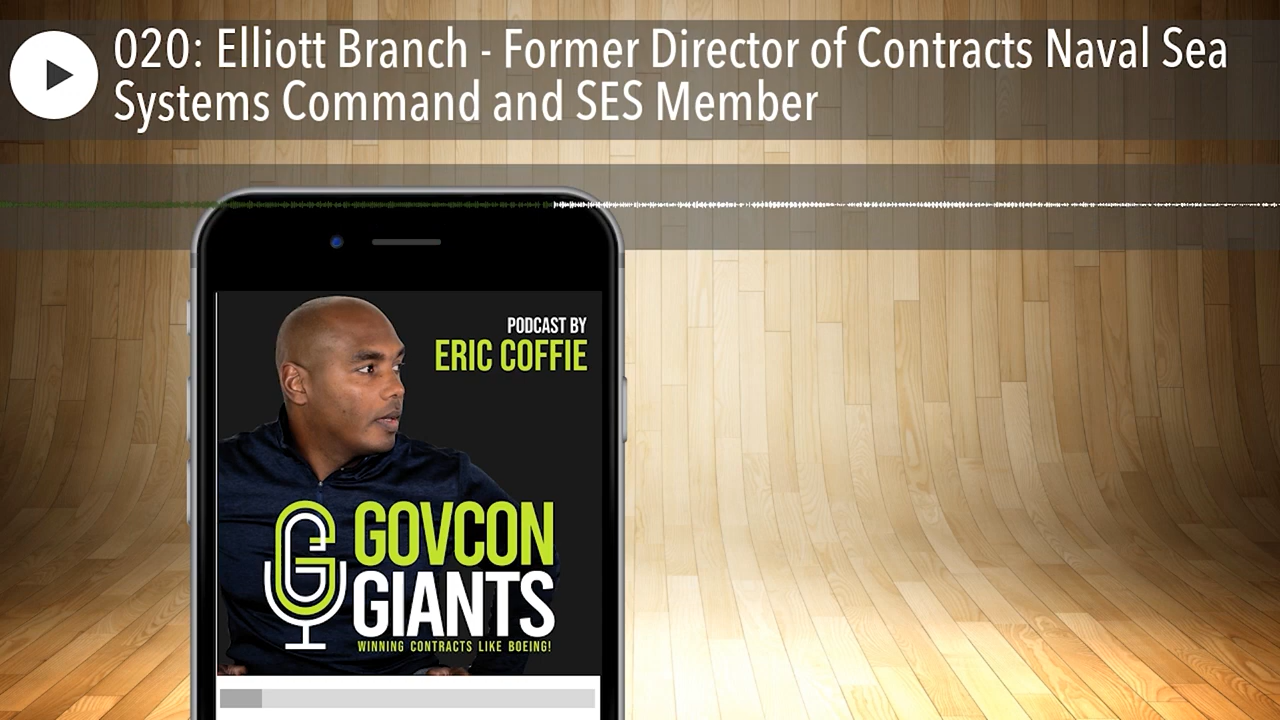 020: Elliott Branch - Former Director of Contracts Naval Sea
Systems Command and SES Member
PODCAST BY
ERIC COFFIE
GOVCON
GIANTS
WINNING CONTRACTS LIKE BOEING!